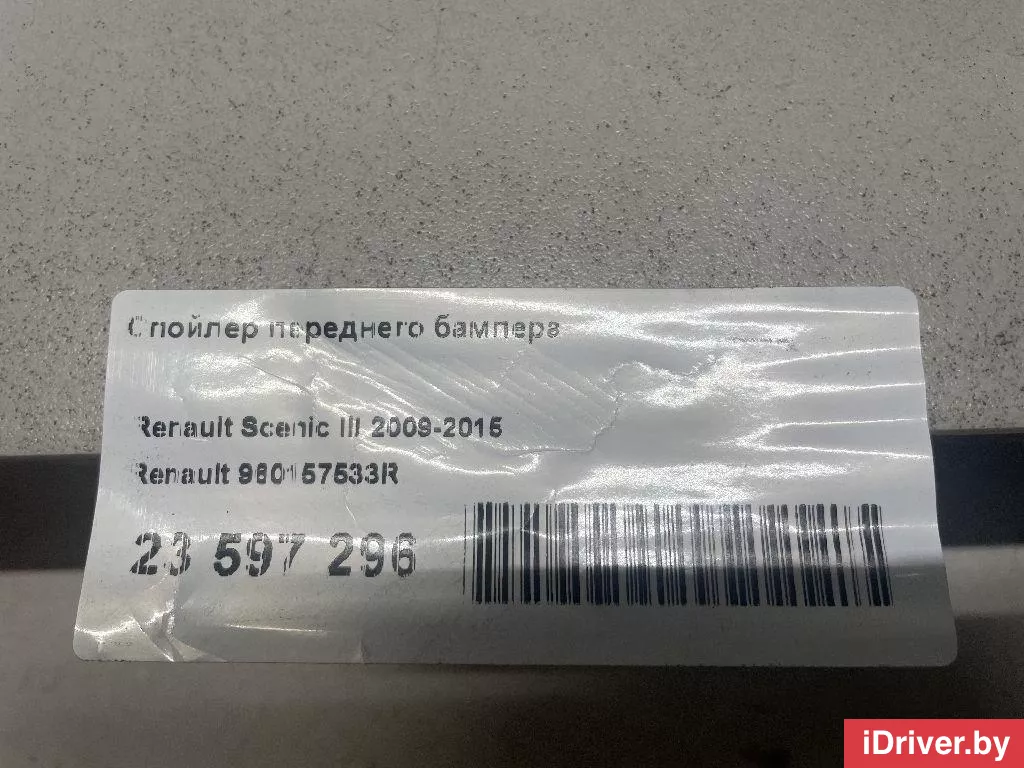 Спойлер переднего бампера
Renault Scenic III 2009-2015
Renault 960157533R
23 597 296
iDriver.by